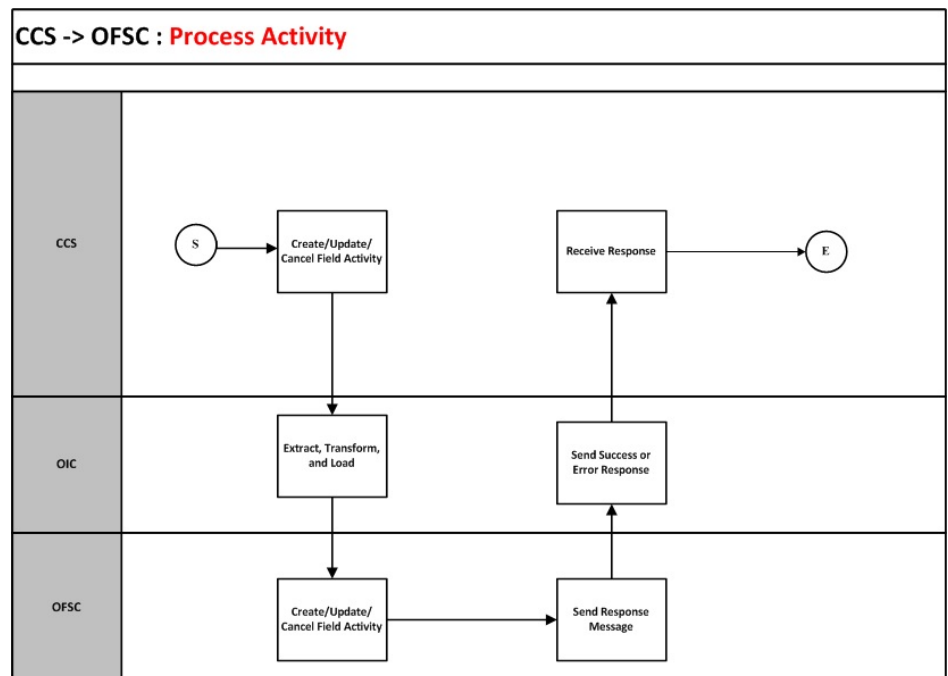 CCS -> OFSC : Process Activity
CCS
S
Create/Update/
Cancel Field Activity
Receive Response
E
OIC
Extract, Transform,
and Load
Send Success or
Error Response
OFSC
Create/Update/
Cancel Field Activity
Send Response
Message